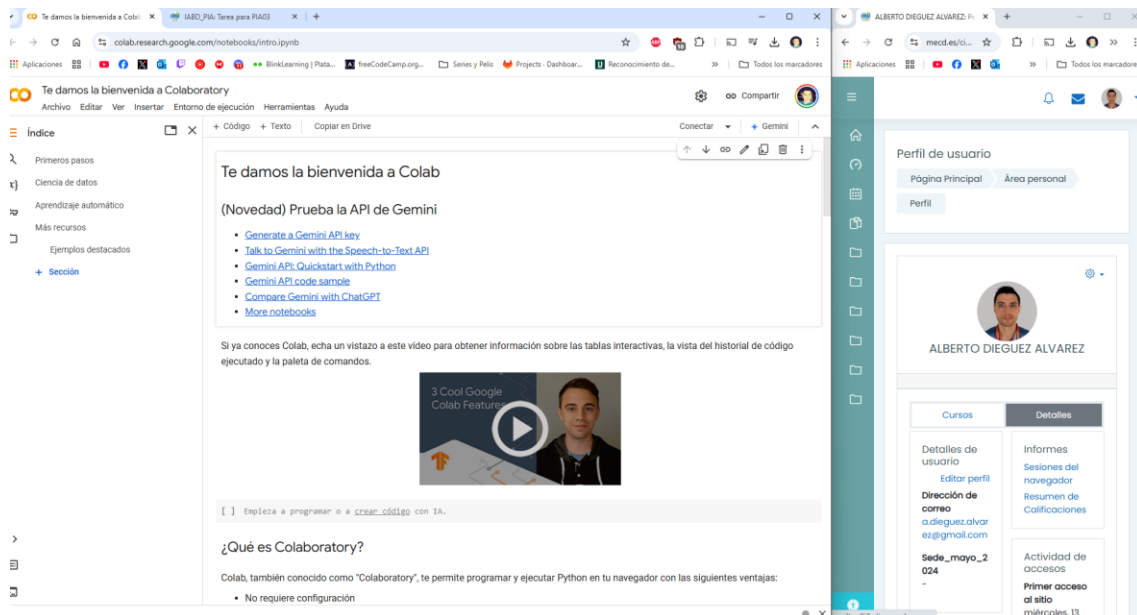 Te damos la bienvenida a Colab
IABD_PIA: Tarea para PIA03
colab.research.google.com/notebooks/intro.ipynb
Aplicaciones
BlinkLearning | Plata...
freeCodeCamp.org...
Series y Pelis
Projects - Dashboar...
Reconocimiento de...
Todos los marcadores
Te damos la bienvenida a Colaboratory
Archivo Editar Ver Insertar Entorno de ejecución Herramientas Ayuda
Compartir
Índice
+ Código + Texto Copiar en Drive
Conectar
Gemini
Primeros pasos
Ciencia de datos
Aprendizaje automático
Más recursos
Ejemplos destacados
+ Sección
Te damos la bienvenida a Colab
(Novedad) Prueba la API de Gemini
Generate a Gemini API key
Talk to Gemini with the Speech-to-Text API
Gemini API: Quickstart with Python
Gemini API code sample
Compare Gemini with ChatGPT
More notebooks
Si ya conoces Colab, echa un vistazo a este vídeo para obtener información sobre las tablas interactivas, la vista del historial de código
ejecutado y la paleta de comandos.
3 Cool Google
Colab Features
[ ] Empieza a programar o a crear código con IA.
¿Qué es Colaboratory?
Colab, también conocido como "Colaboratory", te permite programar y ejecutar Python en tu navegador con las siguientes ventajas:
No requiere configuración
ALBERTO DIEGUEZ ALVAREZ: Pe
mecd.es/ci...
Aplicaciones
Todos los marcadores
Perfil de usuario
Página Principal
Área personal
Perfil
ALBERTO DIEGUEZ ALVAREZ
Cursos
Detalles
Detalles de
usuario
Editar perfil
Dirección de
correo
a.dieguez.alvar
ez@gmail.com
Sede_mayo_2
024
-
Informes
Sesiones del
navegador
Resumen de
Calificaciones
Actividad de
accesos
Primer acceso
al sitio
miércoles, 13